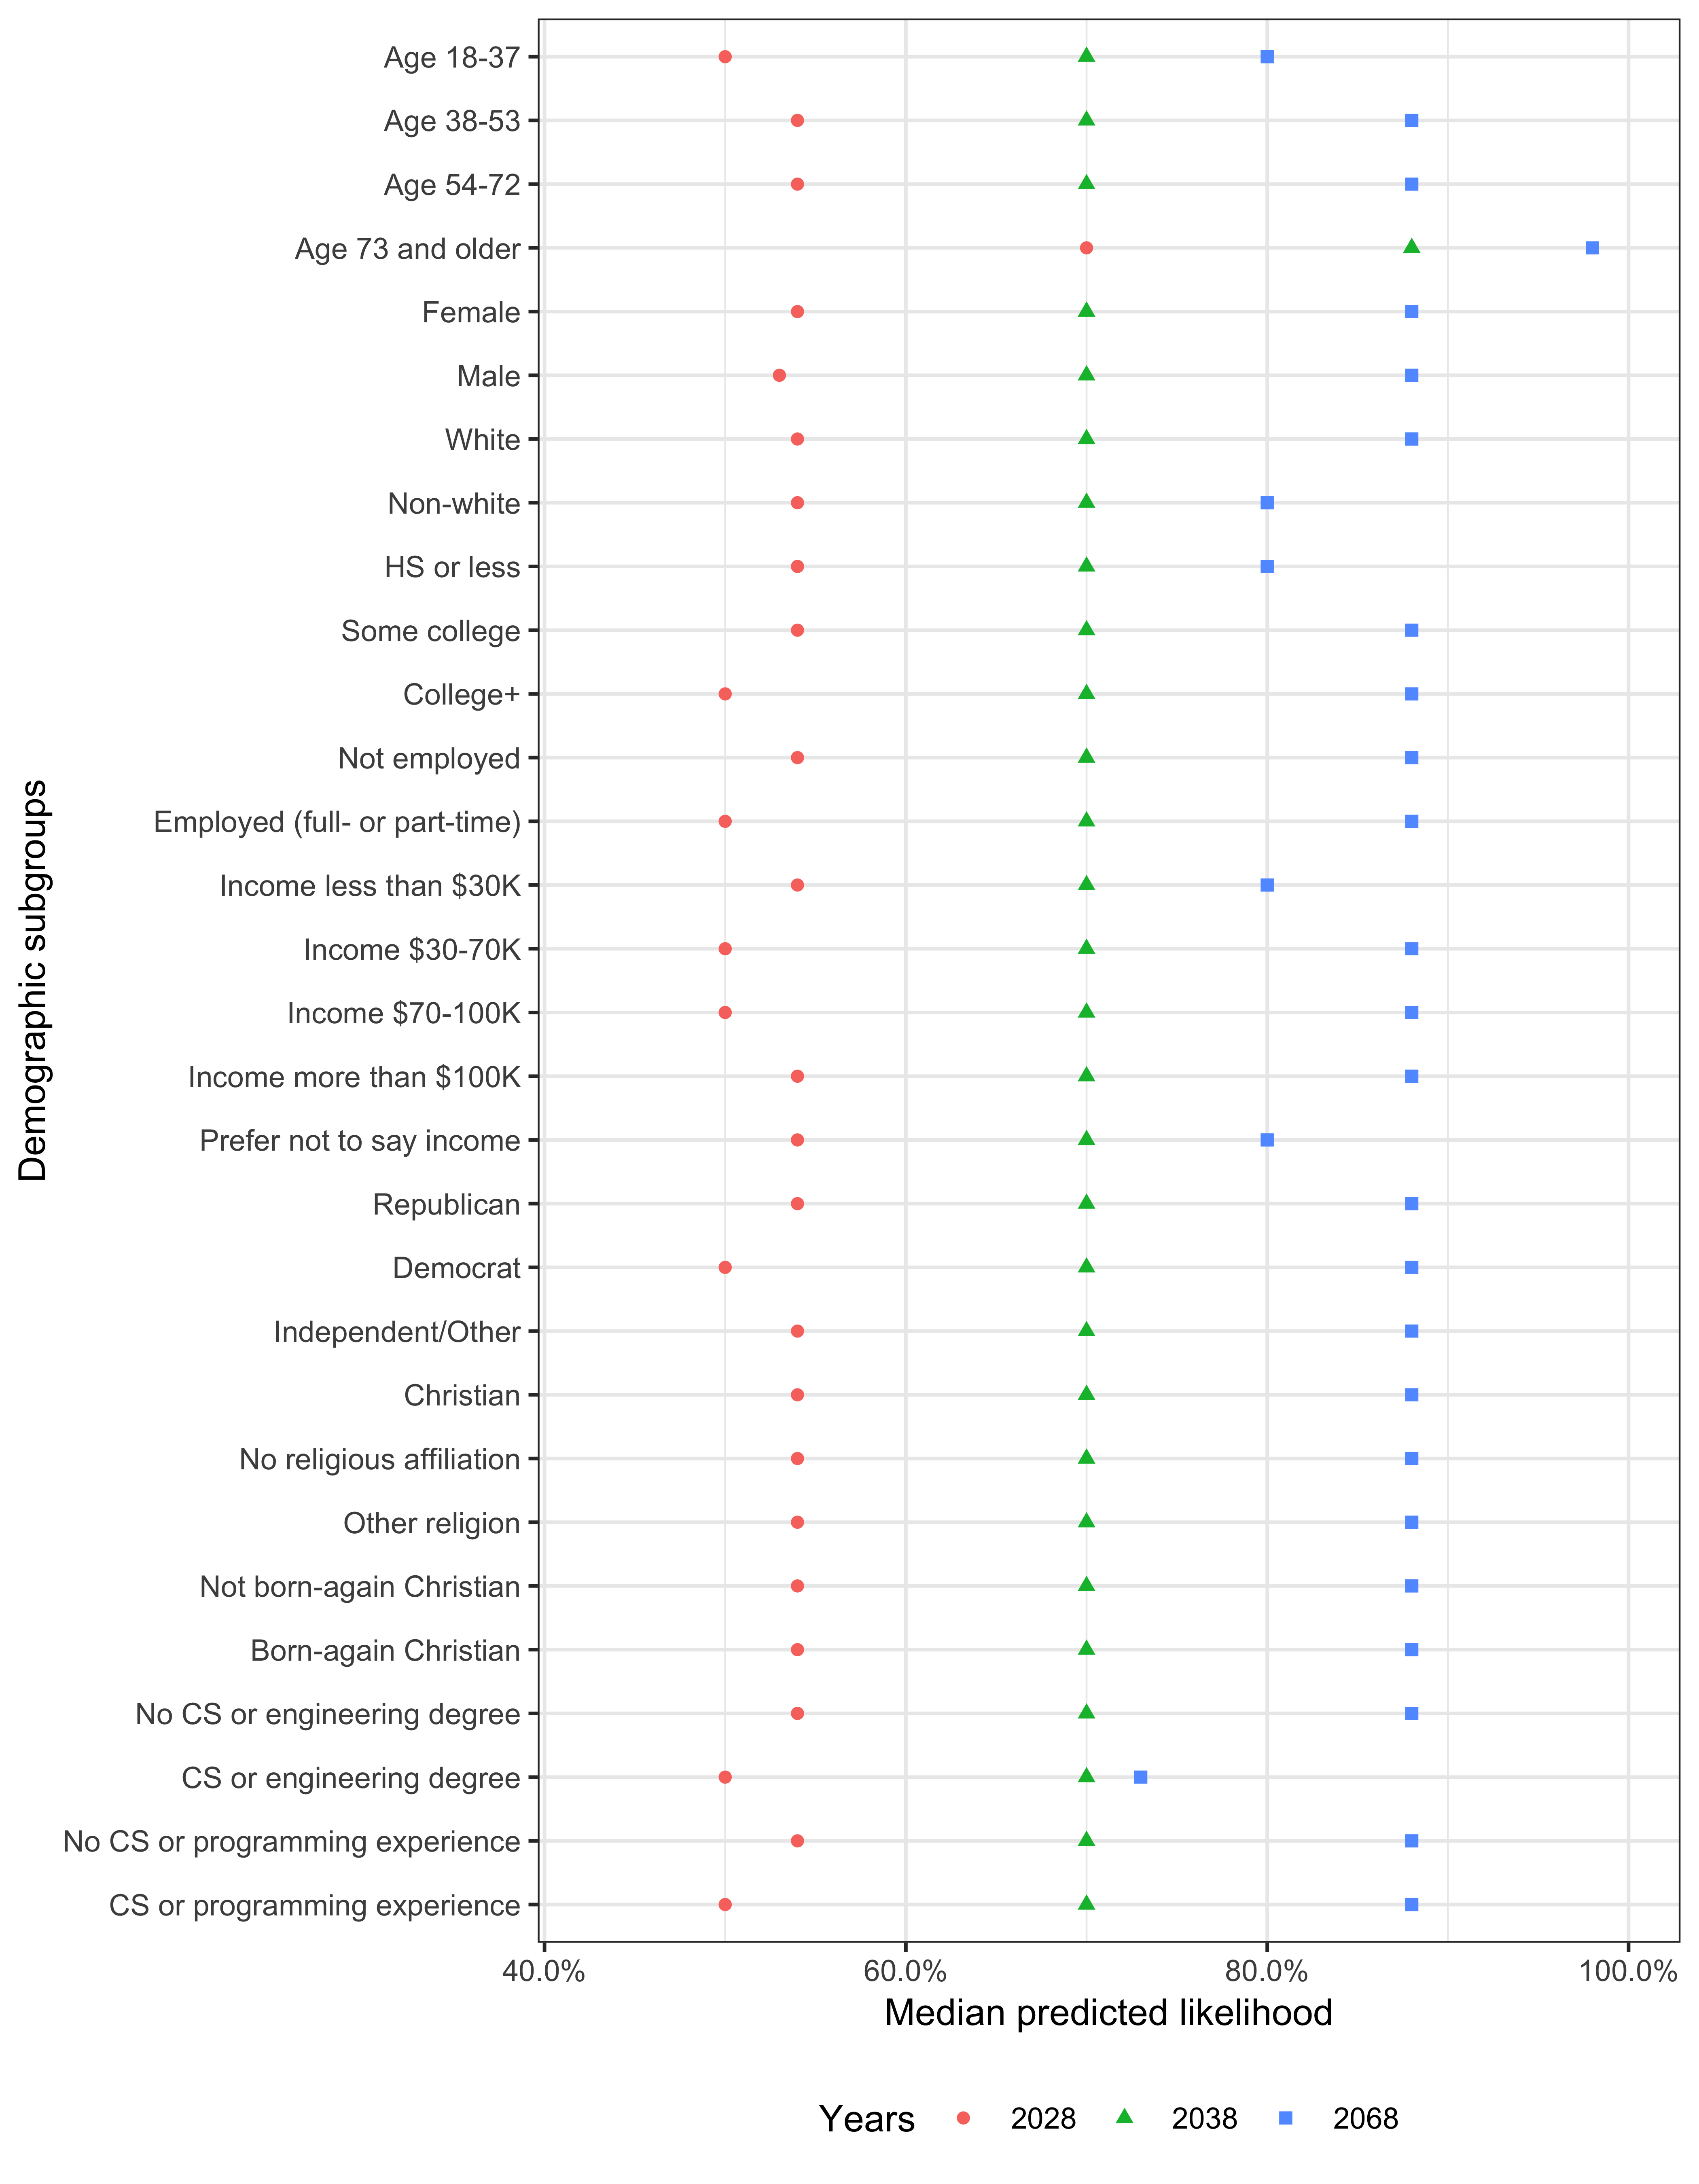 Age 18-37
Age 38-53
Age 54-72
Age 73 and older
Female
Male
White
Non-white
HS or less
Some college
College+
Not employed
Employed (full- or part-time)
Income less than $30K
Income $30-70K
Income $70-100K
Income more than $100K
Prefer not to say income
Republican
Democrat
Independent/Other
Christian
No religious affiliation
Other religion
Not born-again Christian
Born-again Christian
No CS or engineering degree
CS or engineering degree
No CS or programming experience
CS or programming experience
Demographic subgroups
40.0% 60.0% 80.0% 100.0%
Median predicted likelihood
Years 2028 2038 2068